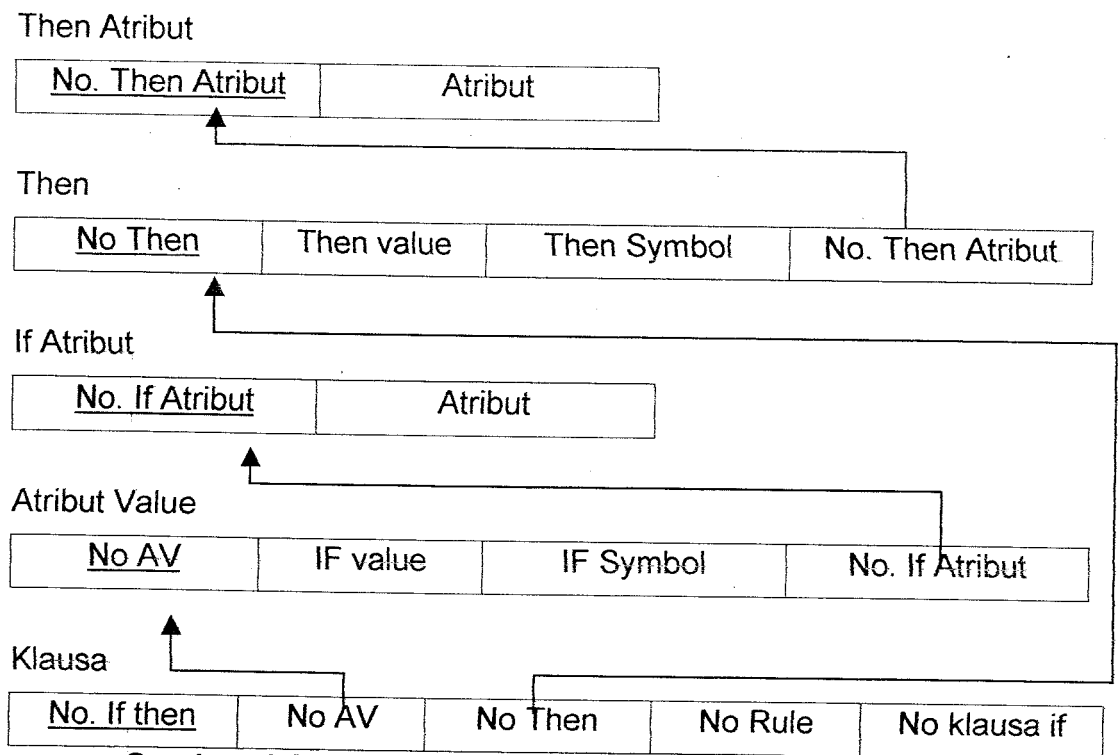 Then Atribut
No. Then Atribut Atribut
Then
No Then Then value Then Symbol No. Then Atribut
If Atribut
No. If Atribut Atribut
Atribut Value
No AV IF value IF Symbol No. If Atribut
Klausa
No. If then No AV No Then No Rule No klausa if